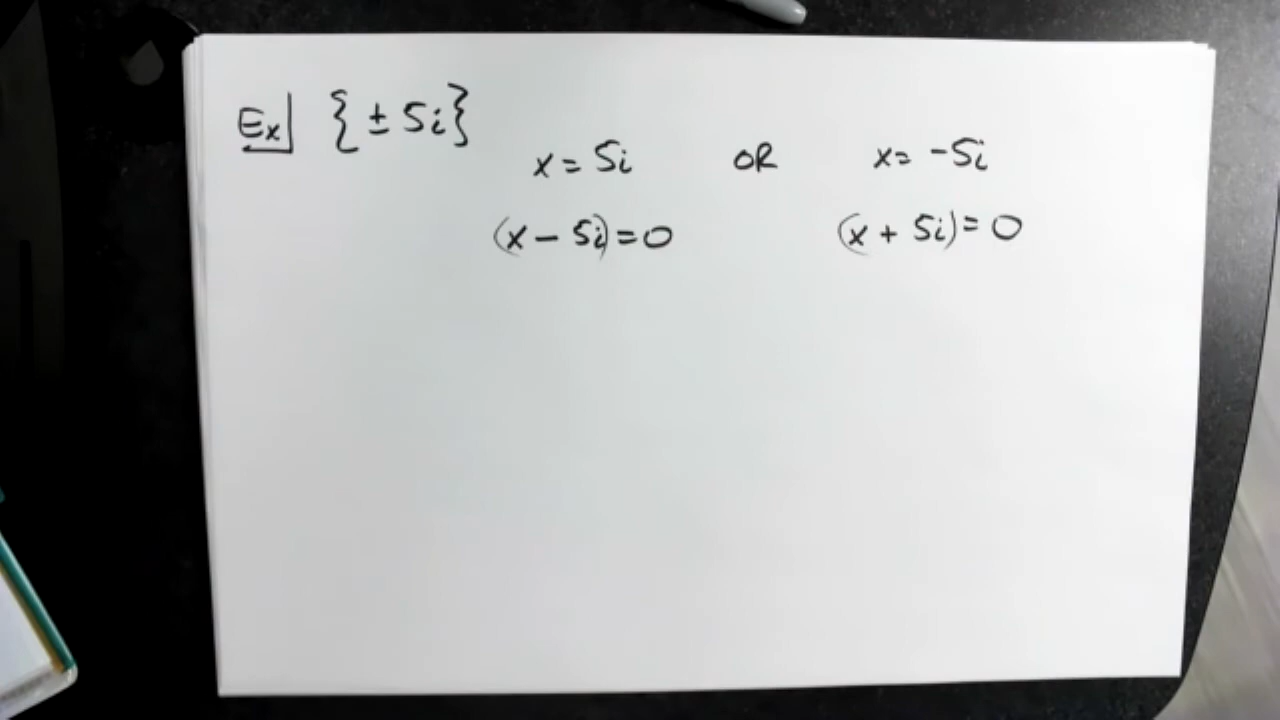 Ex {± 5i}
x = 5i OR x = -5i
(x - 5i) = 0 (x + 5i) = 0